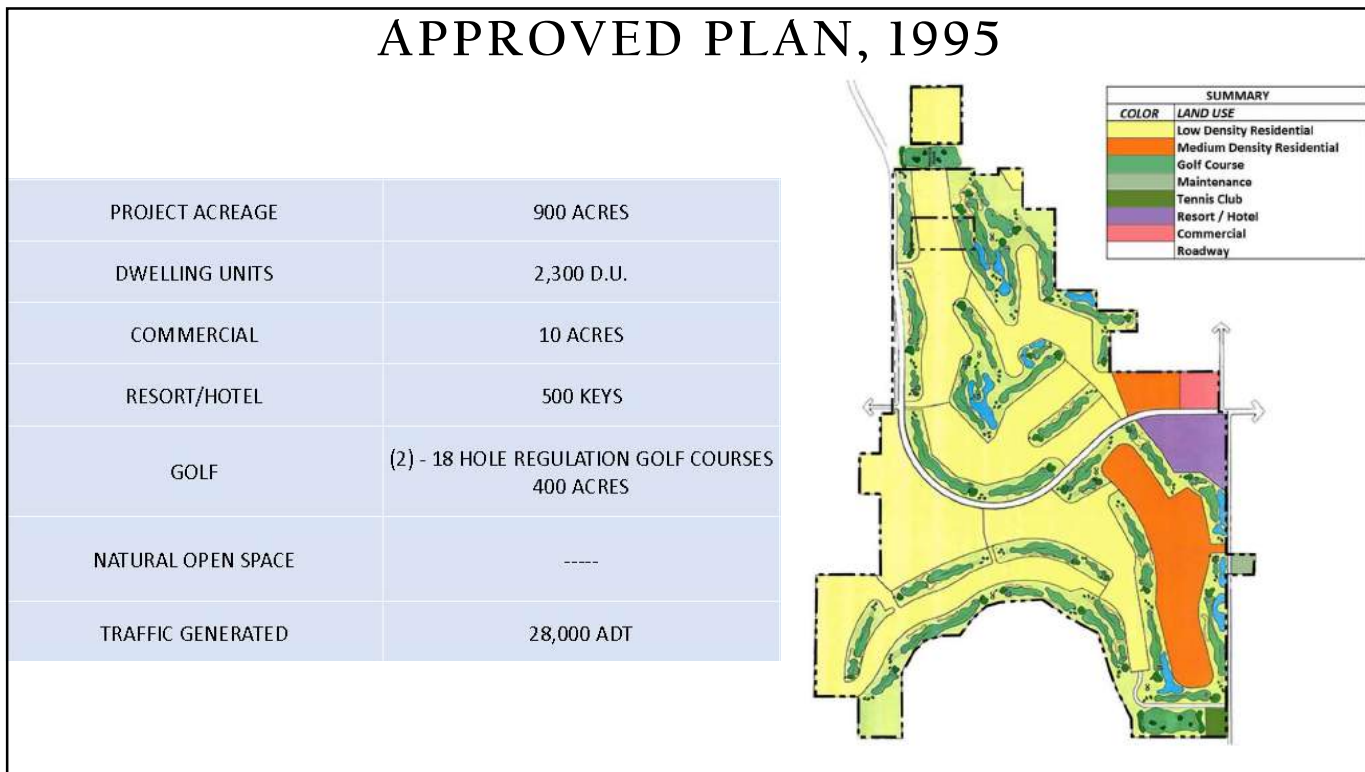 APPROVED PLAN, 1995
PROJECT ACREAGE 900 ACRES
DWELLING UNITS 2,300 D.U.
COMMERCIAL 10 ACRES
RESORT/HOTEL 500 KEYS
GOLF (2) - 18 HOLE REGULATION GOLF COURSES
400 ACRES
NATURAL OPEN SPACE -----
TRAFFIC GENERATED 28,000 ADT
SUMMARY
COLOR LAND USE
Low Density Residential
Medium Density Residential
Golf Course
Maintenance
Tennis Club
Resort / Hotel
Commercial
Roadway